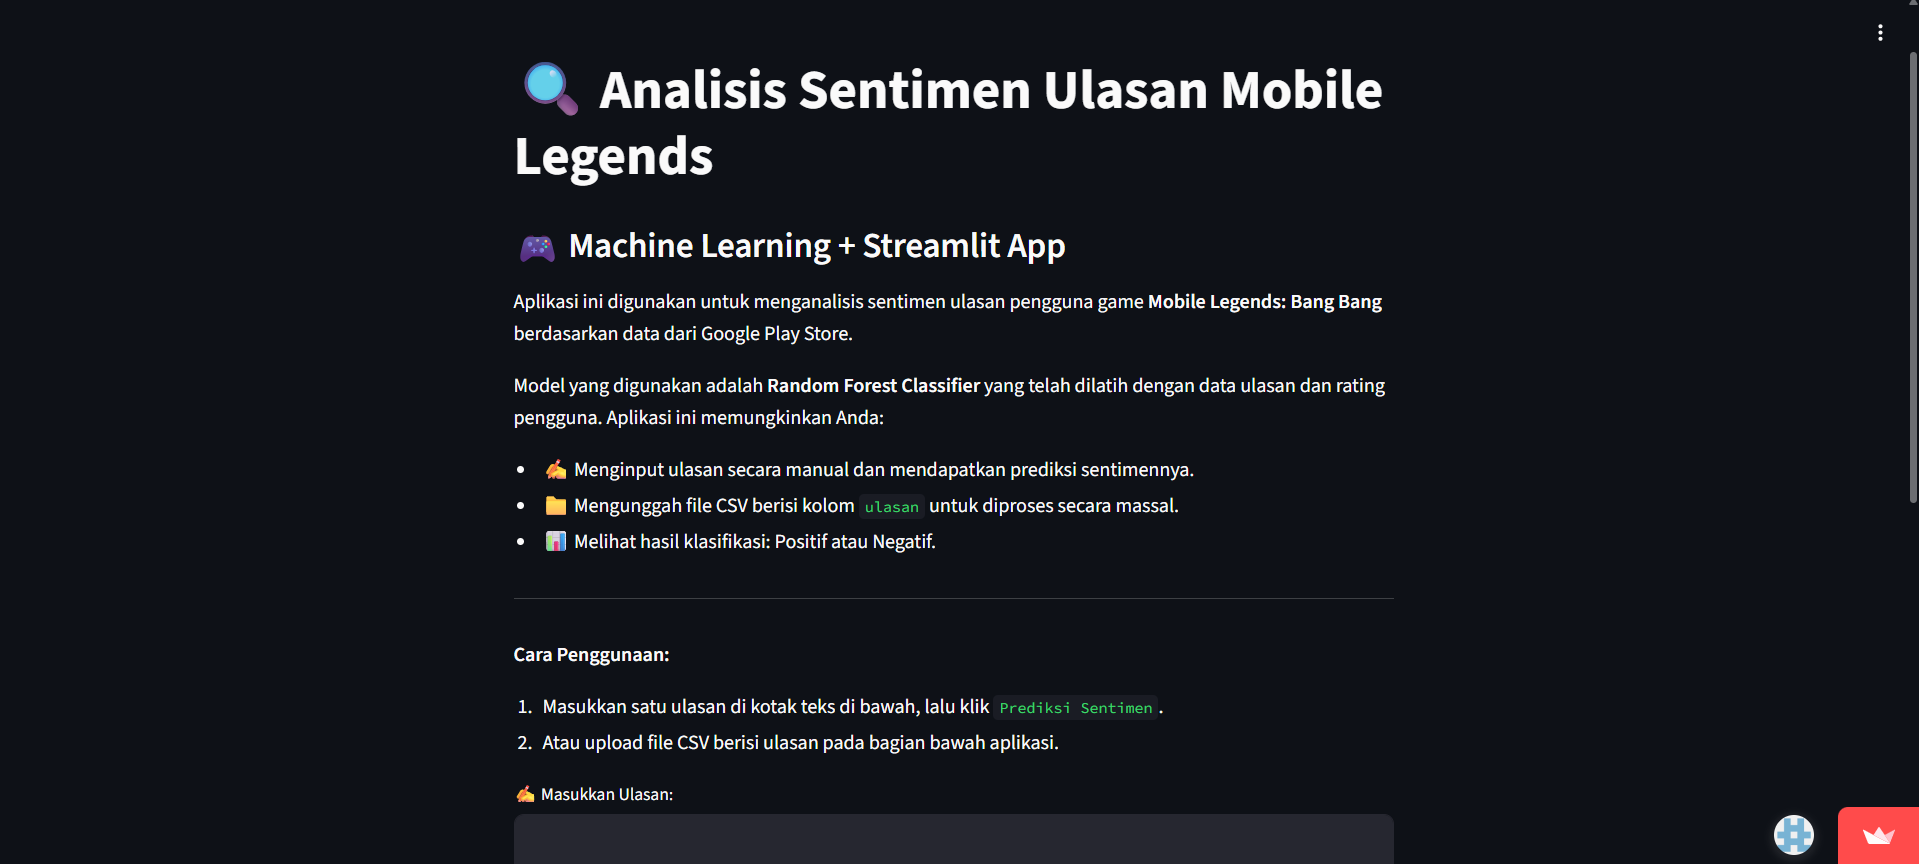 Analisis Sentimen Ulasan Mobile
Legends
Machine Learning + Streamlit App
Aplikasi ini digunakan untuk menganalisis sentimen ulasan pengguna game Mobile Legends: Bang Bang
berdasarkan data dari Google Play Store.
Model yang digunakan adalah Random Forest Classifier yang telah dilatih dengan data ulasan dan rating
pengguna. Aplikasi ini memungkinkan Anda:
• Menginput ulasan secara manual dan mendapatkan prediksi sentimennya.
• Mengunggah file CSV berisi kolom ulasan untuk diproses secara massal.
• Melihat hasil klasifikasi: Positif atau Negatif.
Cara Penggunaan:
1. Masukkan satu ulasan di kotak teks di bawah, lalu klik Prediksi Sentimen.
2. Atau upload file CSV berisi ulasan pada bagian bawah aplikasi.
Masukkan Ulasan: